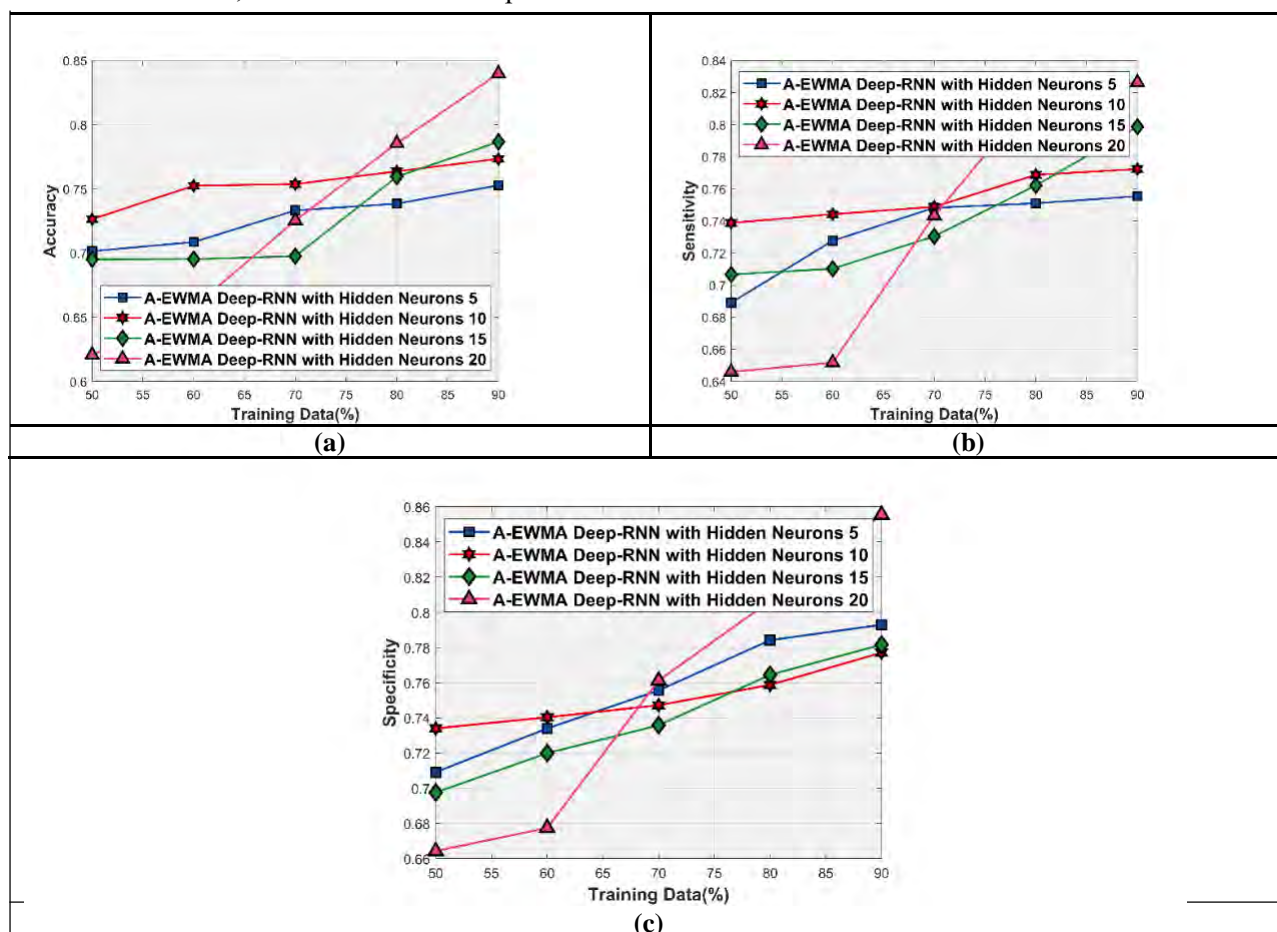 0.85
0.8
0.75
0.7
0.65
0.6
Accuracy
A-EWMA Deep-RNN with Hidden Neurons 5
A-EWMA Deep-RNN with Hidden Neurons 10
A-EWMA Deep-RNN with Hidden Neurons 15
A-EWMA Deep-RNN with Hidden Neurons 20
50 55 60 65 70 75 80 85 90
Training Data(%)
(a)
0.84
0.82
0.8
0.78
0.76
0.74
0.72
0.7
0.68
0.66
0.64
Sensitivity
A-EWMA Deep-RNN with Hidden Neurons 5
A-EWMA Deep-RNN with Hidden Neurons 10
A-EWMA Deep-RNN with Hidden Neurons 15
A-EWMA Deep-RNN with Hidden Neurons 20
50 55 60 65 70 75 80 85 90
Training Data(%)
(b)
0.86
0.84
0.82
0.8
0.78
0.76
0.74
0.72
0.7
0.68
0.66
Specificity
A-EWMA Deep-RNN with Hidden Neurons 5
A-EWMA Deep-RNN with Hidden Neurons 10
A-EWMA Deep-RNN with Hidden Neurons 15
A-EWMA Deep-RNN with Hidden Neurons 20
50 55 60 65 70 75 80 85 90
Training Data(%)
(c)